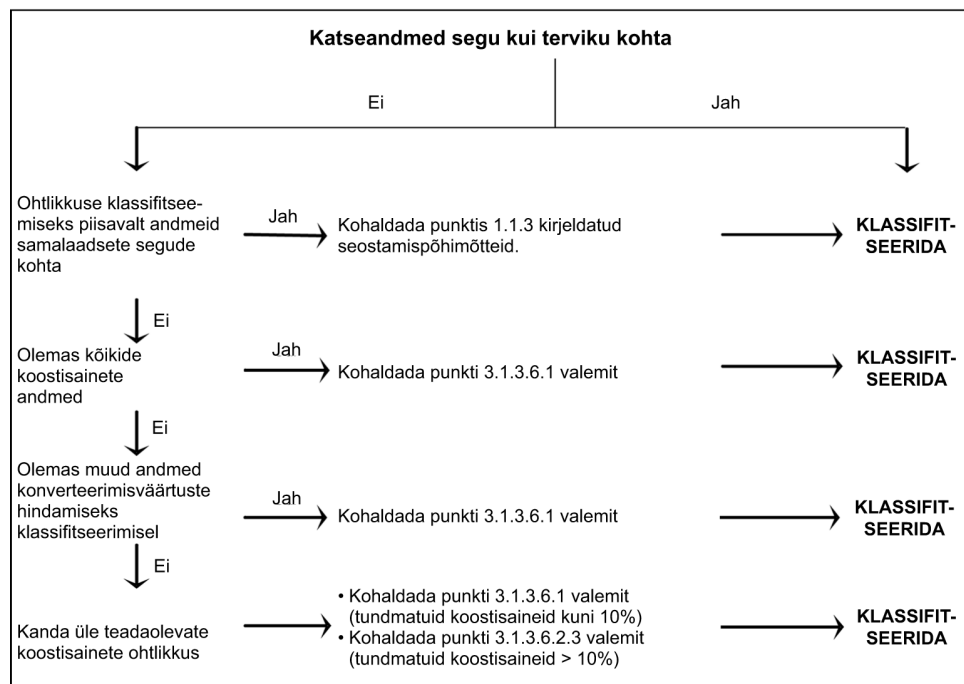 Katseandmed segu kui terviku kohta
Ei
Jah
Ohtlikkuse klassifitsee-
miseks piisavalt andmeid
samalaadsete segude
kohta
Jah
Kohaldada punktis 1.1.3 kirjeldatud
seostamispõhimõtteid.
KLASSIFIT-
SEERIDA
Ei
Olemas kõikide
koostisainete
andmed
Jah
Kohaldada punkti 3.1.3.6.1 valemit
KLASSIFIT-
SEERIDA
Ei
Olemas muud andmed
konverteerimisväärtuste
hindamiseks
klassifitseerimisel
Jah
Kohaldada punkti 3.1.3.6.1 valemit
KLASSIFIT-
SEERIDA
Ei
Kanda üle teadaolevate
koostisainete ohtlikkus
• Kohaldada punkti 3.1.3.6.1 valemit
(tundmatuid koostisaineid kuni 10%)
• Kohaldada punkti 3.1.3.6.2.3 valemit
(tundmatuid koostisaineid > 10%)
KLASSIFIT-
SEERIDA